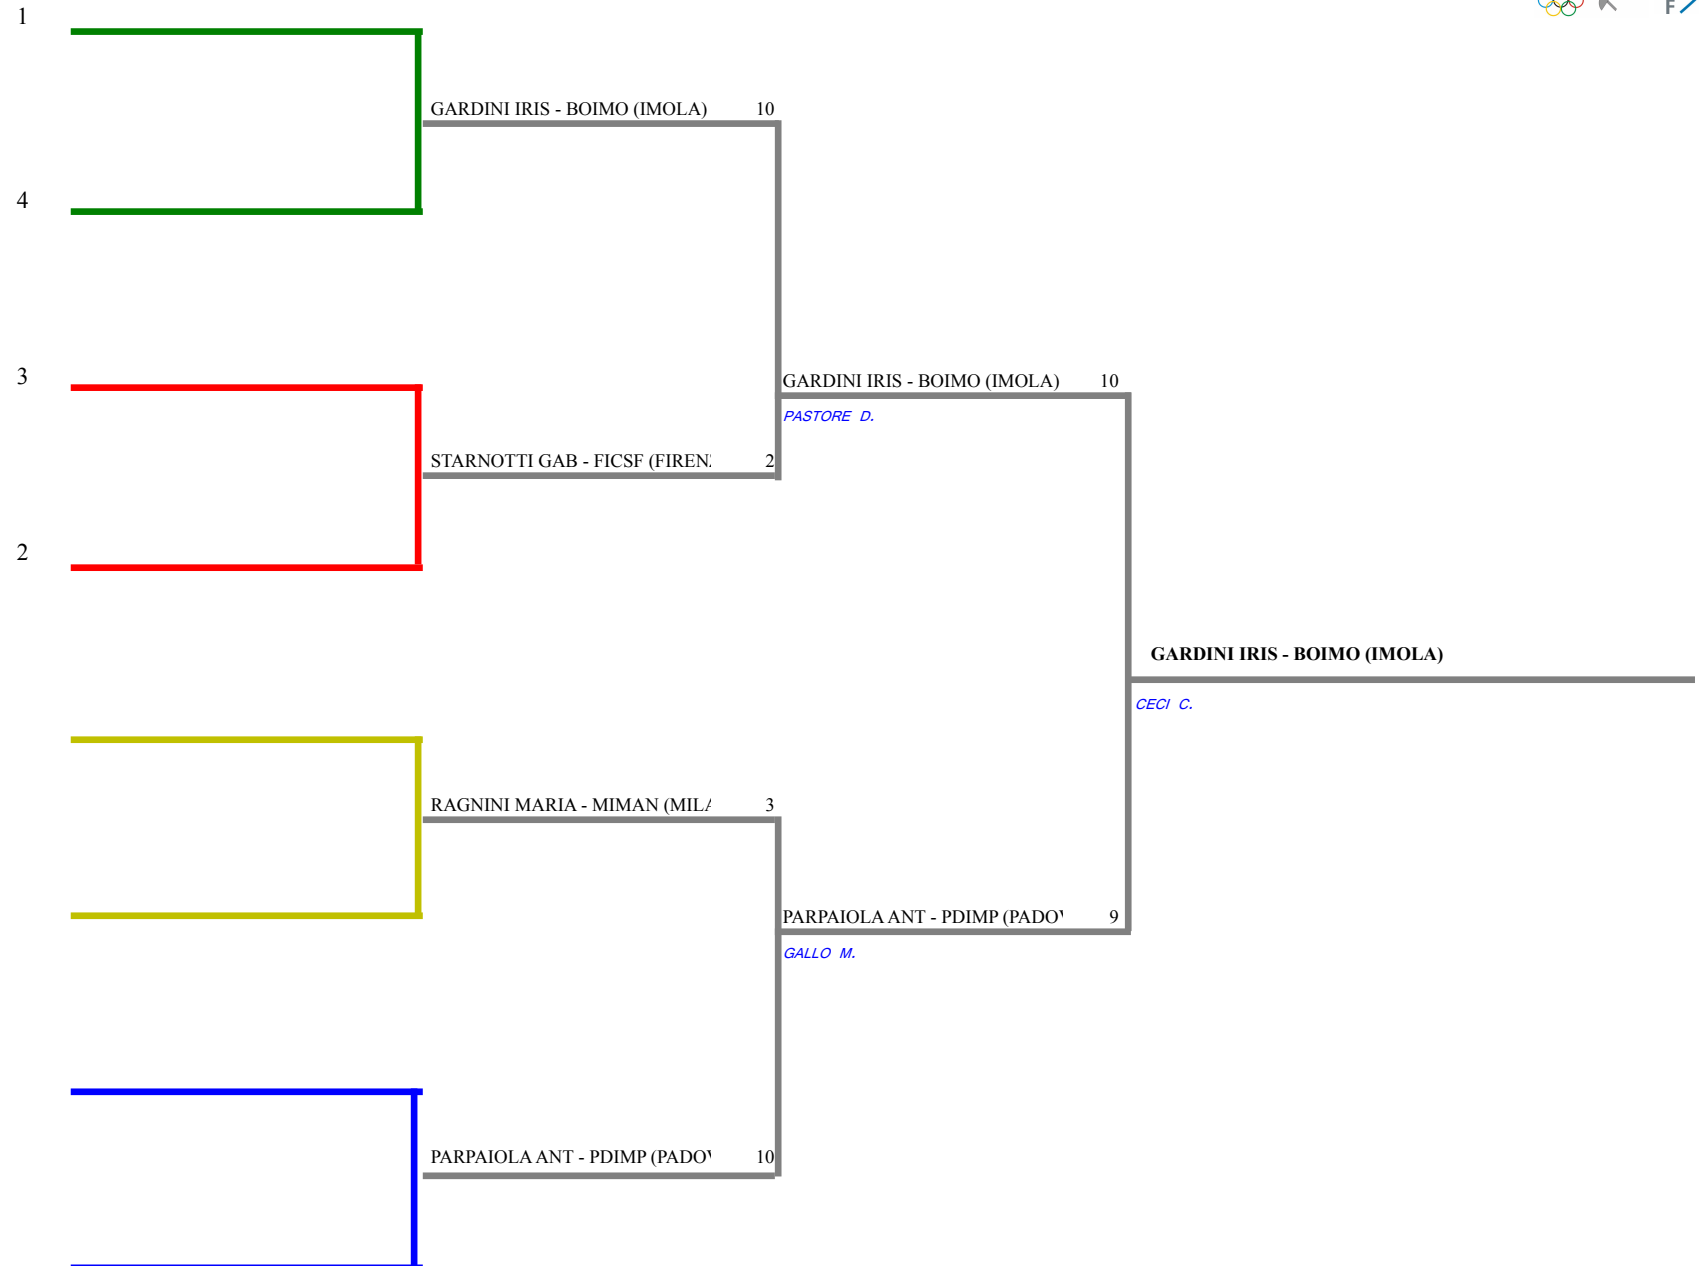 1
F
GARDINI IRIS - BOIMO (IMOLA) 10
4
3
GARDINI IRIS - BOIMO (IMOLA) 10
PASTORE D.
STARNOTTI GAB - FICSF (FIREN 2
2
GARDINI IRIS - BOIMO (IMOLA)
CECI C.
RAGNINI MARIA - MIMAN (MILA 3
PARPAIOLA ANT - PDIMP (PADO 9
GALLO M.
PARPAIOLA ANT - PDIMP (PADO 10